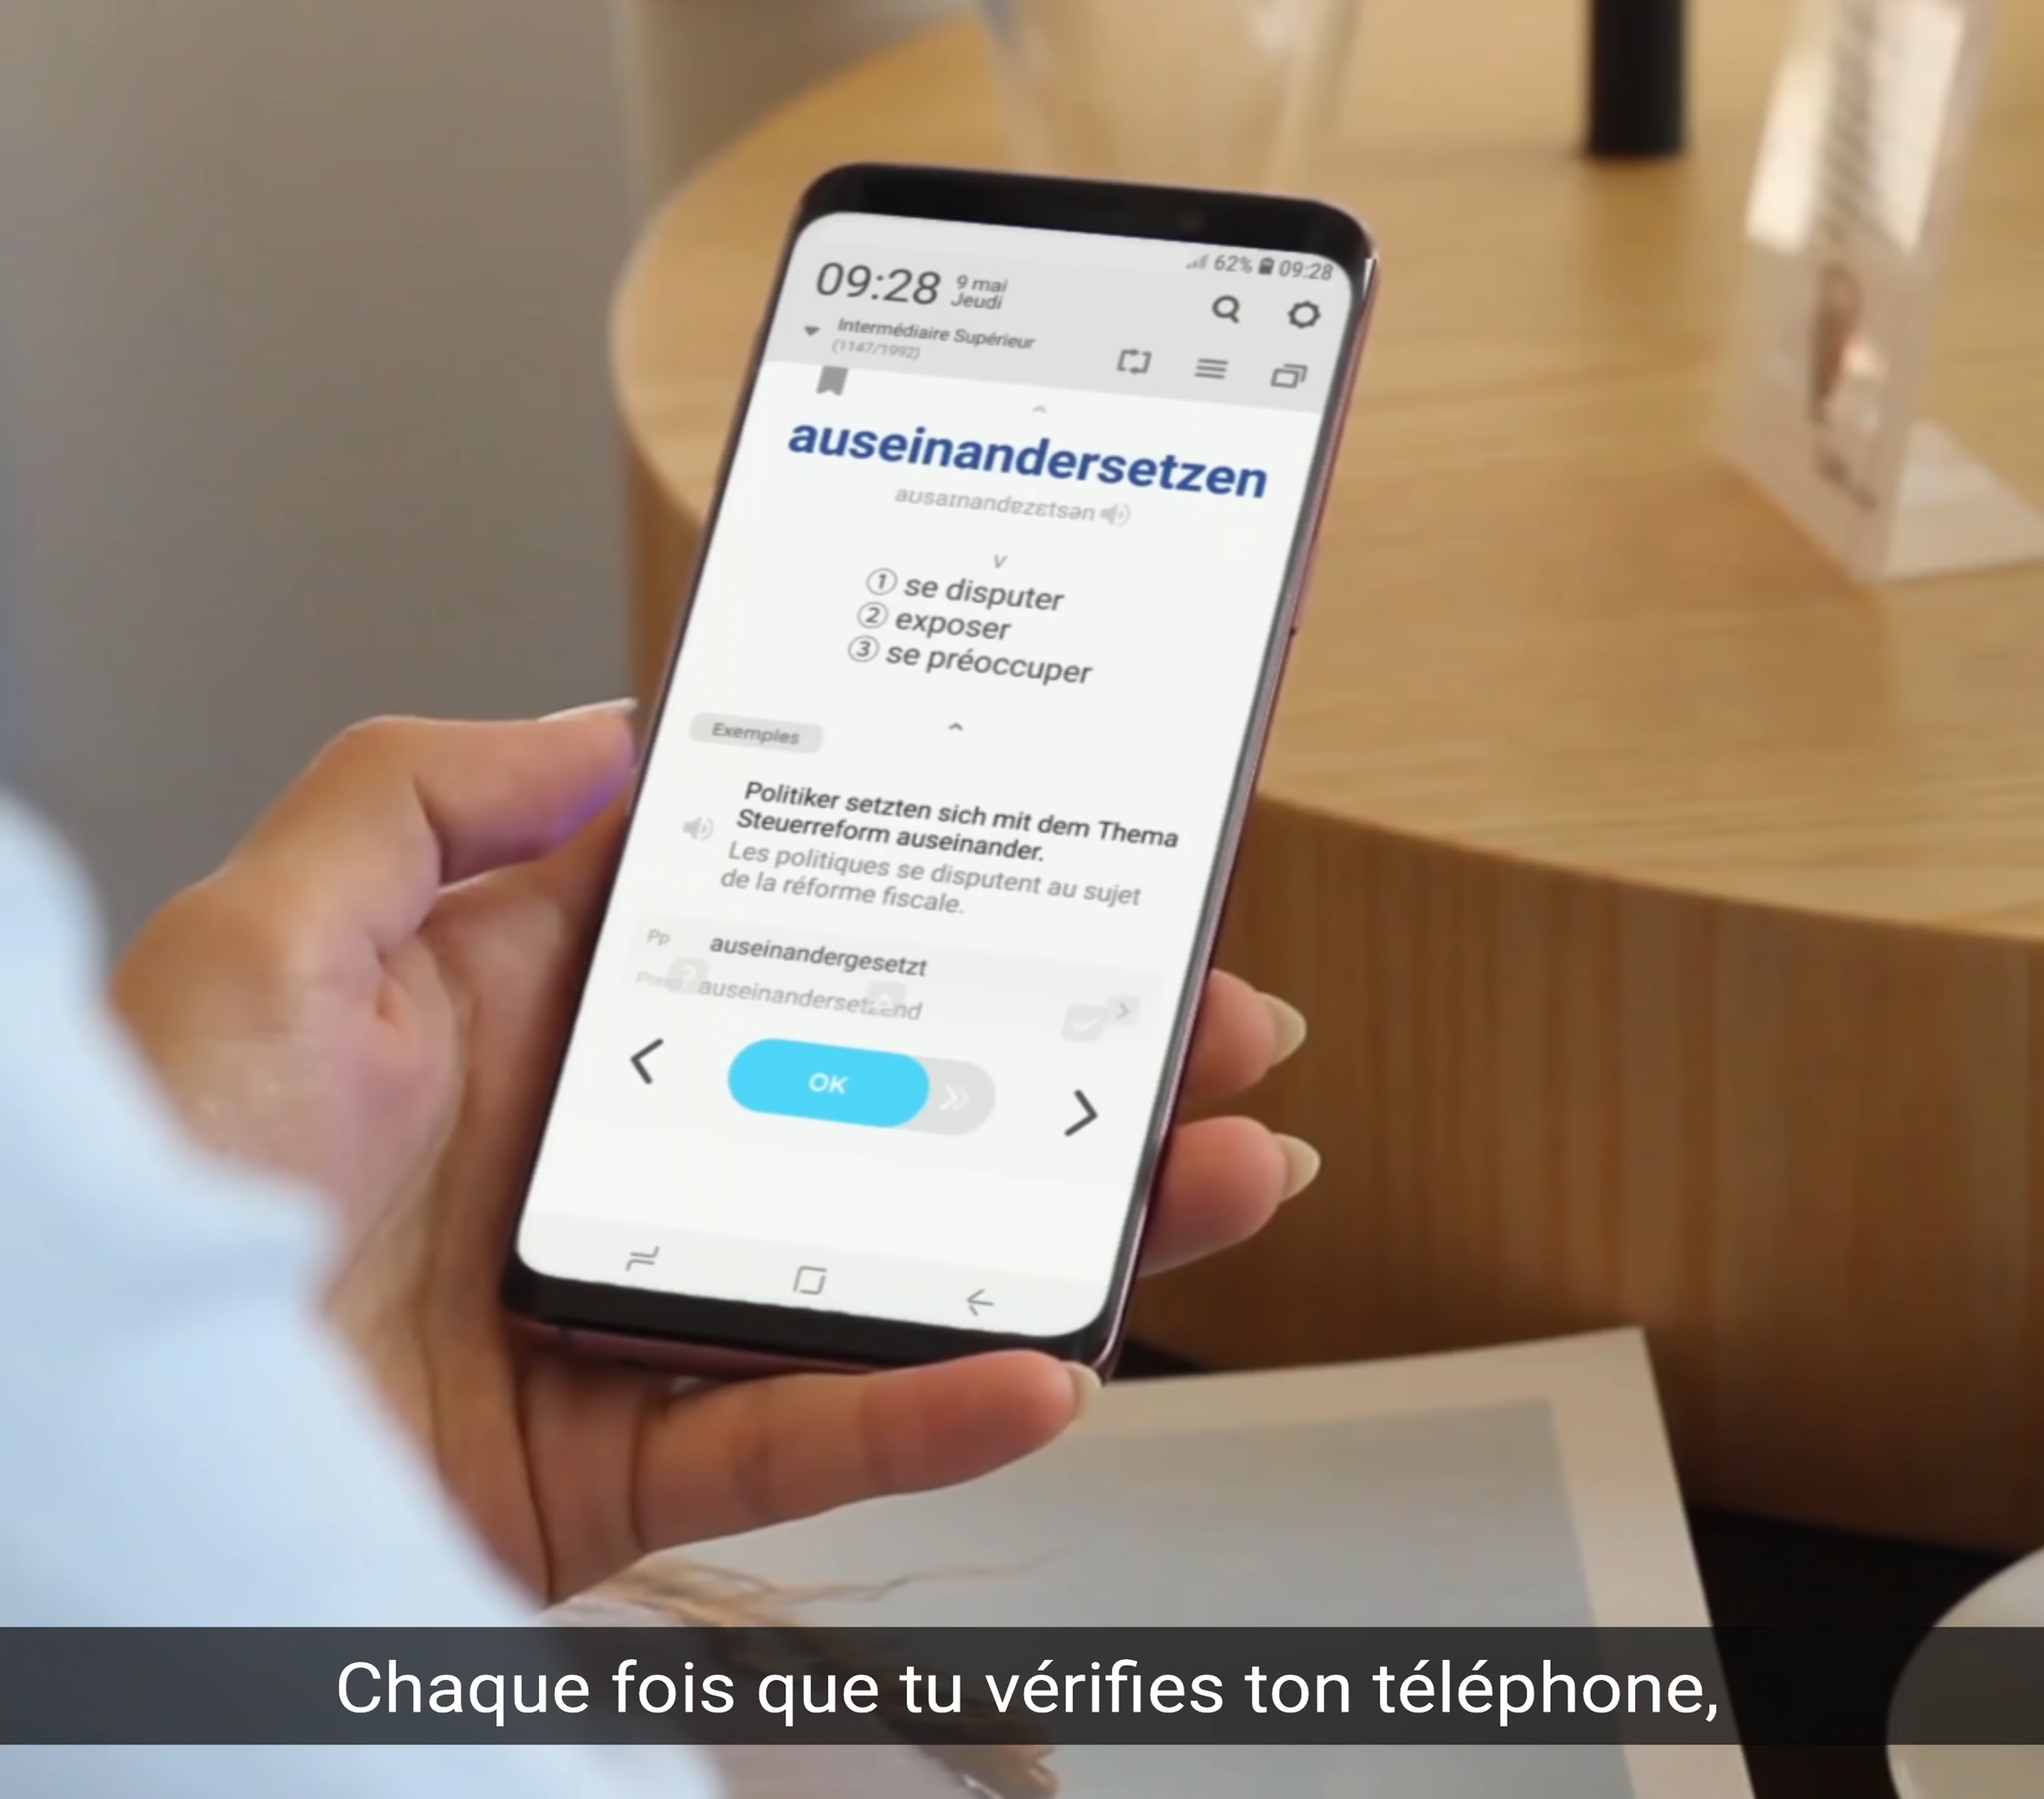 62% 09:28
09:28 9 mai
Jeudi
Intermédiaire Supérieur
(1147/1992)
auseinandersetzen
aʊsaɪnandɐzɛtsən
v
① se disputer
② exposer
③ se préoccuper
Exemples
Politiker setzten sich mit dem Thema
Steuerreform auseinander.
Les politiques se disputent au sujet
de la réforme fiscale.
Pp auseinandergesetzt
auseinandersetzend
OK
Chaque fois que tu vérifies ton téléphone,